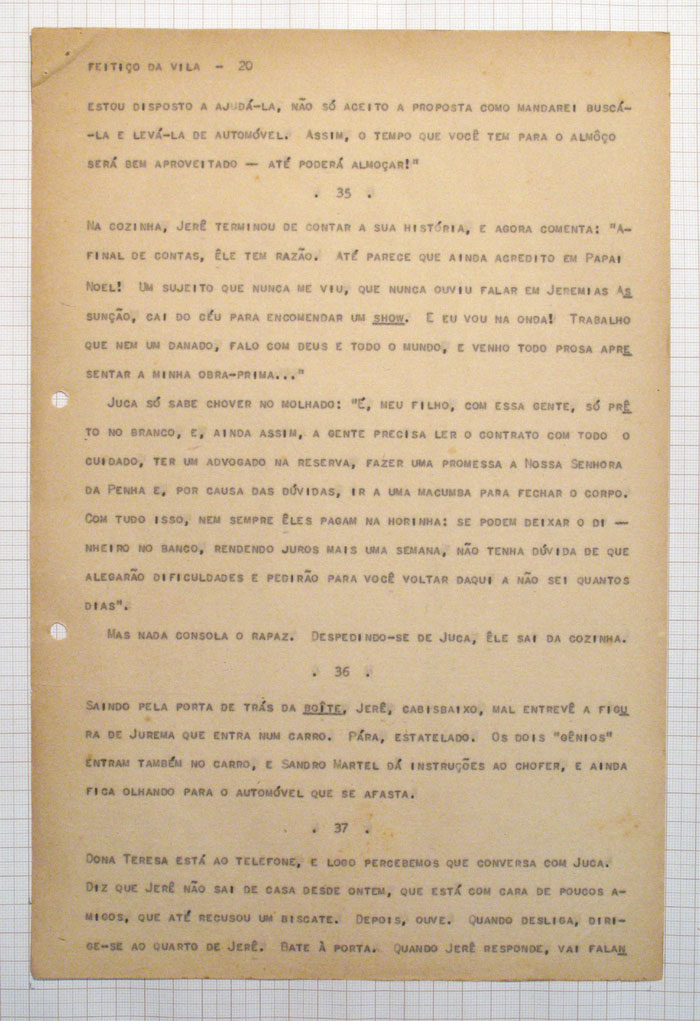 FEITIÇO DA VILA - 20
ESTOU DISPOSTO A AJUDÁ-LA, NÃO SÓ ACEITO A PROPOSTA COMO MANDAREI BUSCÁ-
-LA E LEVÁ-LA DE AUTOMÓVEL. ASSIM, O TEMPO QUE VOCÊ TEM PARA O ALMÔÇO
SERÁ BEM APROVEITADO — ATÉ PODERÁ ALMOÇAR!"
. 35 .
NA COZINHA, JERÊ TERMINOU DE CONTAR A SUA HISTÓRIA, E AGORA COMENTA: "A-
FINAL DE CONTAS, ÊLE TEM RAZÃO. ATÉ PARECE QUE AINDA ACREDITO EM PAPAI
NOEL! UM SUJEITO QUE NUNCA ME VIU, QUE NUNCA OUVIU FALAR EM JEREMIAS AS
SUNÇÃO, CAI DO CÉU PARA ENCOMENDAR UM SHOW. E EU VOU NA ONDA! TRABALHO
QUE NEM UM DANADO, FALO COM DEUS E TODO O MUNDO, E VENHO TODO PROSA APRE
SENTAR A MINHA OBRA-PRIMA..."
JUCA SÓ SABE CHOVER NO MOLHADO: "É, MEU FILHO, COM ESSA GENTE, SÓ PRÊ
TO NO BRANCO, E, AINDA ASSIM, A GENTE PRECISA LER O CONTRATO COM TODO O
CUIDADO, TER UM ADVOGADO NA RESERVA, FAZER UMA PROMESSA A NOSSA SENHORA
DA PENHA E, POR CAUSA DAS DÚVIDAS, IR A UMA MACUMBA PARA FECHAR O CORPO.
COM TUDO ISSO, NEM SEMPRE ÊLES PAGAM NA HORINHA: SE PODEM DEIXAR O DI —
NHEIRO NO BANCO, RENDENDO JUROS MAIS UMA SEMANA, NÃO TENHA DÚVIDA DE QUE
ALEGARÃO DIFICULDADES E PEDIRÃO PARA VOCÊ VOLTAR DAQUI A NÃO SEI QUANTOS
DIAS".
MAS NADA CONSOLA O RAPAZ. DESPEDINDO-SE DE JUCA, ÊLE SAI DA COZINHA.
. 36 .
SAINDO PELA PORTA DE TRÁS DA BOÎTE, JERÊ, CABISBAIXO, MAL ENTREVÊ A FIGU
RA DE JUREMA QUE ENTRA NUM CARRO. PÁRA, ESTATELADO. OS DOIS "GÊNIOS"
ENTRAM TAMBÉM NO CARRO, E SANDRO MARTEL DÁ INSTRUÇÕES AO CHOFER, E AINDA
FICA OLHANDO PARA O AUTOMÓVEL QUE SE AFASTA.
. 37 .
DONA TERESA ESTÁ AO TELEFONE, E LOGO PERCEBEMOS QUE CONVERSA COM JUCA.
DIZ QUE JERÊ NÃO SAI DE CASA DESDE ONTEM, QUE ESTÁ COM CARA DE POUCOS A-
MIGOS, QUE ATÉ RECUSOU UM BISCATE. DEPOIS, OUVE. QUANDO DESLIGA, DIRI-
GE-SE AO QUARTO DE JERÊ. BATE À PORTA. QUANDO JERÊ RESPONDE, VAI FALAN